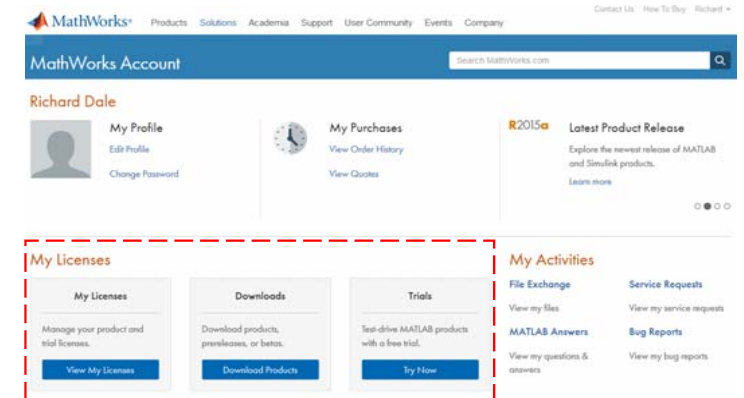 Contact Us How To Buy Richard
MathWorks® Products Solutions Academia Support User Community Events Company
MathWorks Account
Search MathWorks.com
Richard Dale
My Profile
Edit Profile
Change Password
My Purchases
View Order History
View Quotes
R2015a
Latest Product Release
Explore the newest release of MATLAB
and Simulink products.
Learn more
My Licenses
My Licenses
Manage your product and
trial licenses.
View My Licenses
Downloads
Download products,
prereleases, or betas.
Download Products
Trials
Test-drive MATLAB products
with a free trial.
Try Now
My Activities
File Exchange
View my files
MATLAB Answers
View my questions &
answers
Service Requests
View my service requests
Bug Reports
View my bug reports